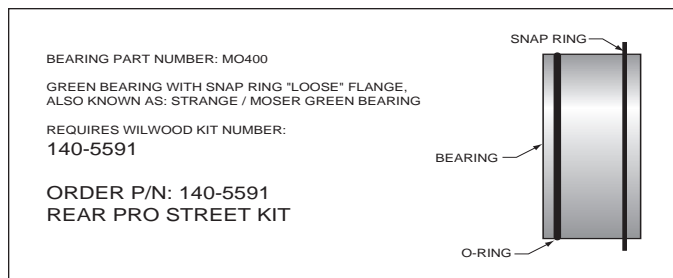 BEARING PART NUMBER: MO400
GREEN BEARING WITH SNAP RING "LOOSE" FLANGE,
ALSO KNOWN AS: STRANGE / MOSER GREEN BEARING
REQUIRES WILWOOD KIT NUMBER:
140-5591
ORDER P/N: 140-5591
REAR PRO STREET KIT
SNAP RING
BEARING
O-RING